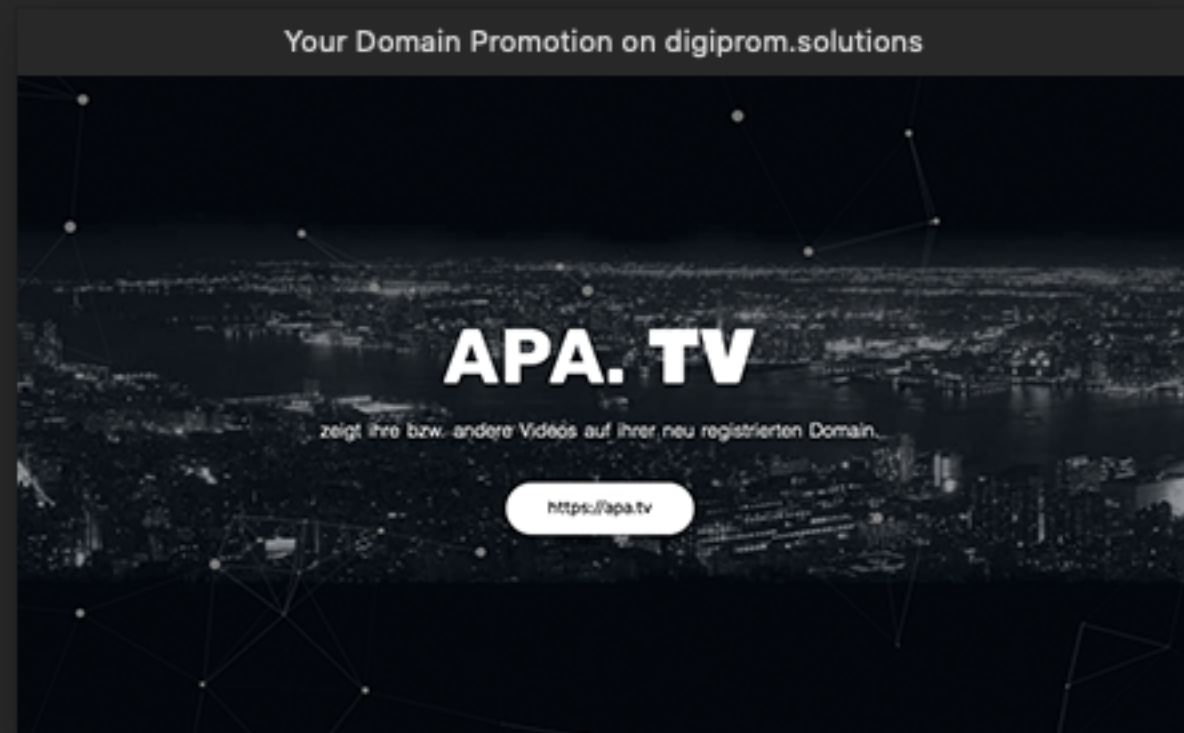 Your Domain Promotion on digiprom.solutions
APA. TV
zeigt ihre bzw. andere Videos auf ihrer neu registrierten Domain.
https://apa.tv